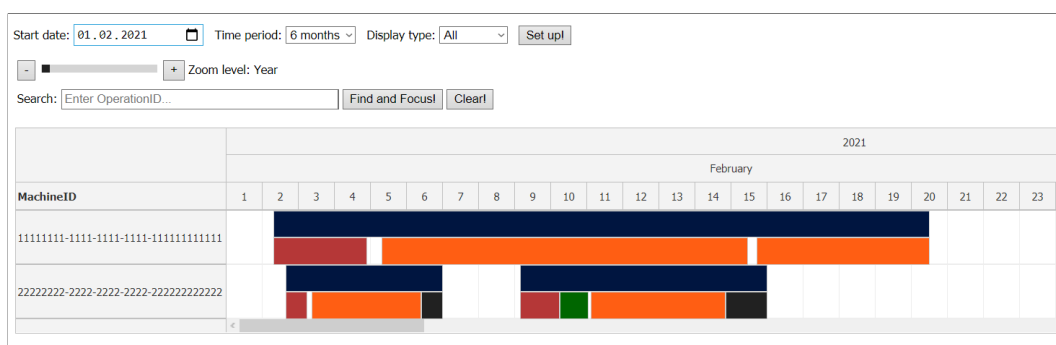 Start date: 01.02.2021 Time period: 6 months Display type: All Set up!
- + Zoom level: Year
Search: Enter OperationID... Find and Focus! Clear!
2021
February
MachineID 1 2 3 4 5 6 7 8 9 10 11 12 13 14 15 16 17 18 19 20 21 22 23
11111111-1111-1111-1111-111111111111
22222222-2222-2222-2222-222222222222